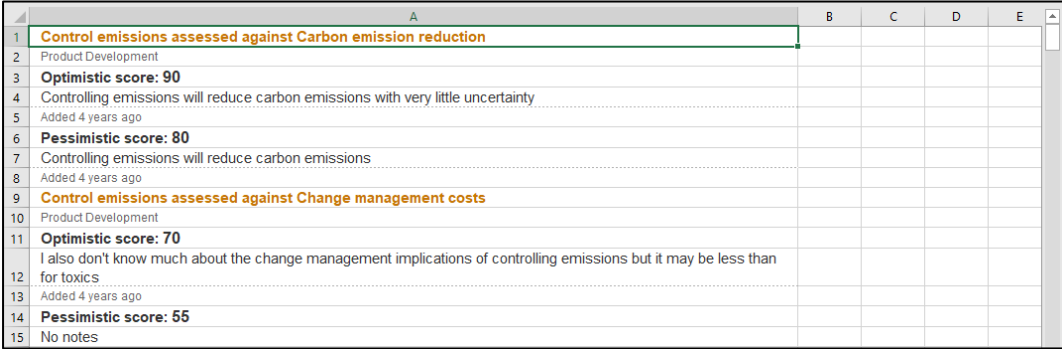 A B C D E
1 Control emissions assessed against Carbon emission reduction
2 Product Development
3 Optimistic score: 90
4 Controlling emissions will reduce carbon emissions with very little uncertainty
5 Added 4 years ago
6 Pessimistic score: 80
7 Controlling emissions will reduce carbon emissions
8 Added 4 years ago
9 Control emissions assessed against Change management costs
10 Product Development
11 Optimistic score: 70
I also don't know much about the change management implications of controlling emissions but it may be less than
12 for toxics
13 Added 4 years ago
14 Pessimistic score: 55
15 No notes